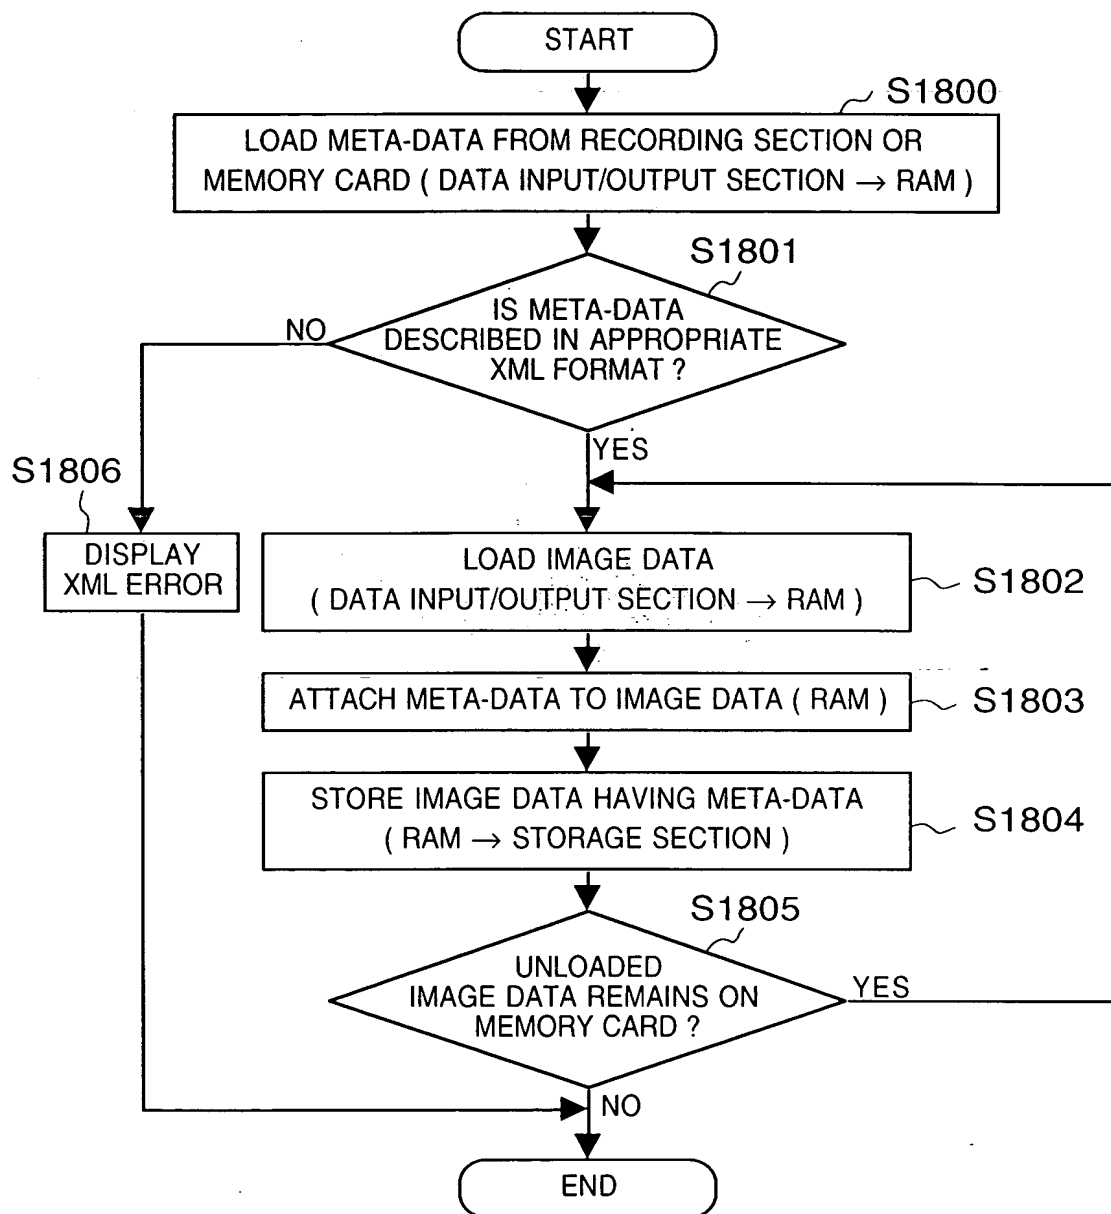 START
S1800
LOAD META-DATA FROM RECORDING SECTION OR
MEMORY CARD ( DATA INPUT/OUTPUT SECTION → RAM )
S1801
IS META-DATA
DESCRIBED IN APPROPRIATE
XML FORMAT ?
NO
YES
S1806
DISPLAY
XML ERROR
LOAD IMAGE DATA
( DATA INPUT/OUTPUT SECTION → RAM )
S1802
ATTACH META-DATA TO IMAGE DATA ( RAM )
S1803
STORE IMAGE DATA HAVING META-DATA
( RAM → STORAGE SECTION )
S1804
S1805
UNLOADED
IMAGE DATA REMAINS ON
MEMORY CARD ?
YES
NO
END